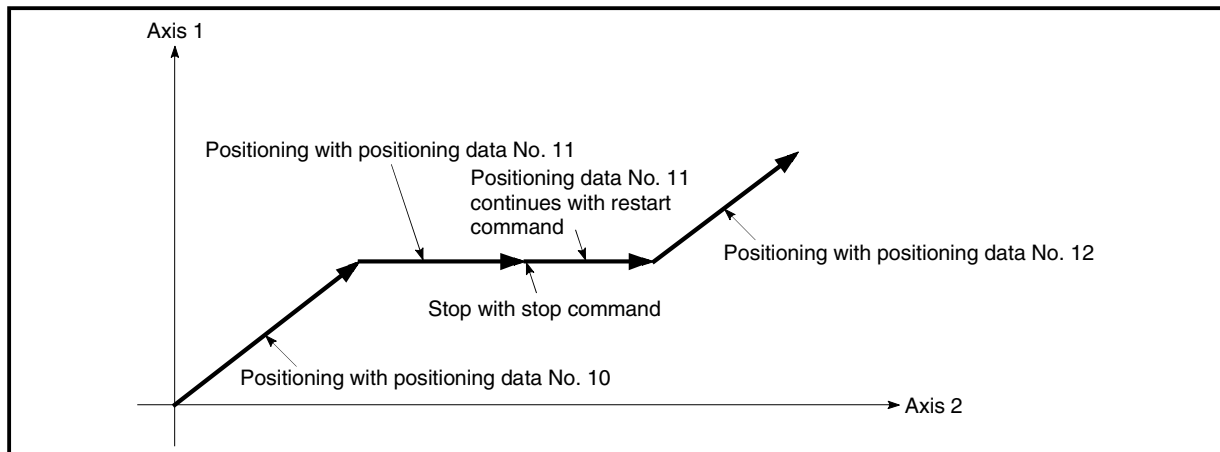 Axis 1
Positioning with positioning data No. 11
Positioning data No. 11
continues with restart
command
Positioning with positioning data No. 12
Stop with stop command
Positioning with positioning data No. 10
Axis 2